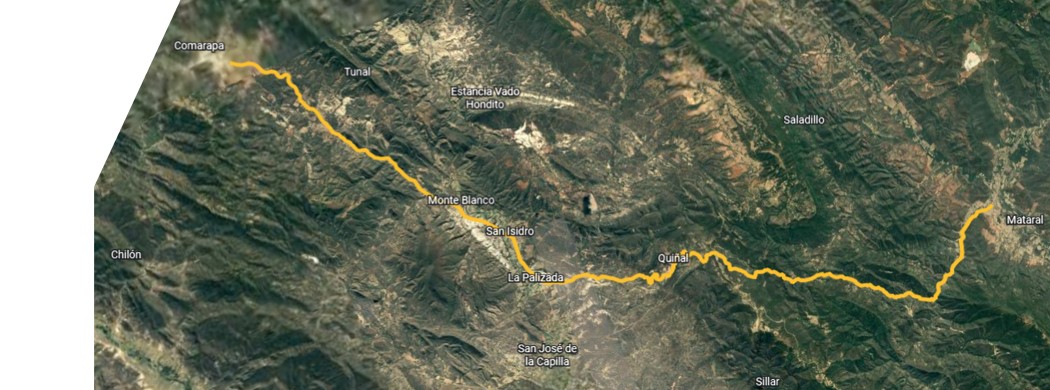 Comarapa
Tunal
Estancia Vado
Hondito
Saladillo
Monte Blanco
Mataral
San Isidro
Chilón
Quiñal
La Palizada
San José de
la Capilla
Sillar